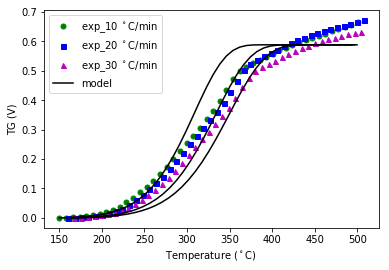 exp_10 °C/min
exp_20 °C/min
exp_30 °C/min
model
TG (V)
0.7
0.6
0.5
0.4
0.3
0.2
0.1
0.0
150 200 250 300 350 400 450 500
Temperature (°C)